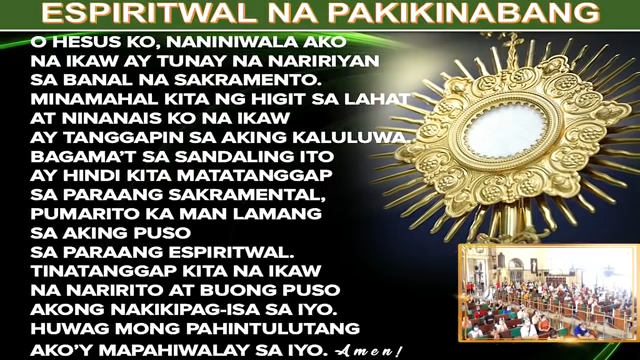 ESPIRITWAL NA PAKIKINABANG
O HESUS KO, NANINIWALA AKO
NA IKAW AY TUNAY NA NARIRIYAN
SA BANAL NA SAKRAMENTO.
MINAMAHAL KITA NG HIGIT SA LAHAT
AT NINANAIS KO NA IKAW
AY TANGGAPIN SA AKING KALULUWA.
BAGAMA'T SA SANDALING ITO
AY HINDI KITA MATATANGGAP
SA PARAANG SAKRAMENTAL,
PUMARITO KA MAN LAMANG
SA AKING PUSO
SA PARAANG ESPIRITWAL.
TINATANGGAP KITA NA IKAW
NA NARIRITO AT BUONG PUSO
AKONG NAKIKIPAG-ISA SA IYO.
HUWAG MONG PAHINTULUTANG
AKO'Y MAPAHIWALAY SA IYO. Amen!